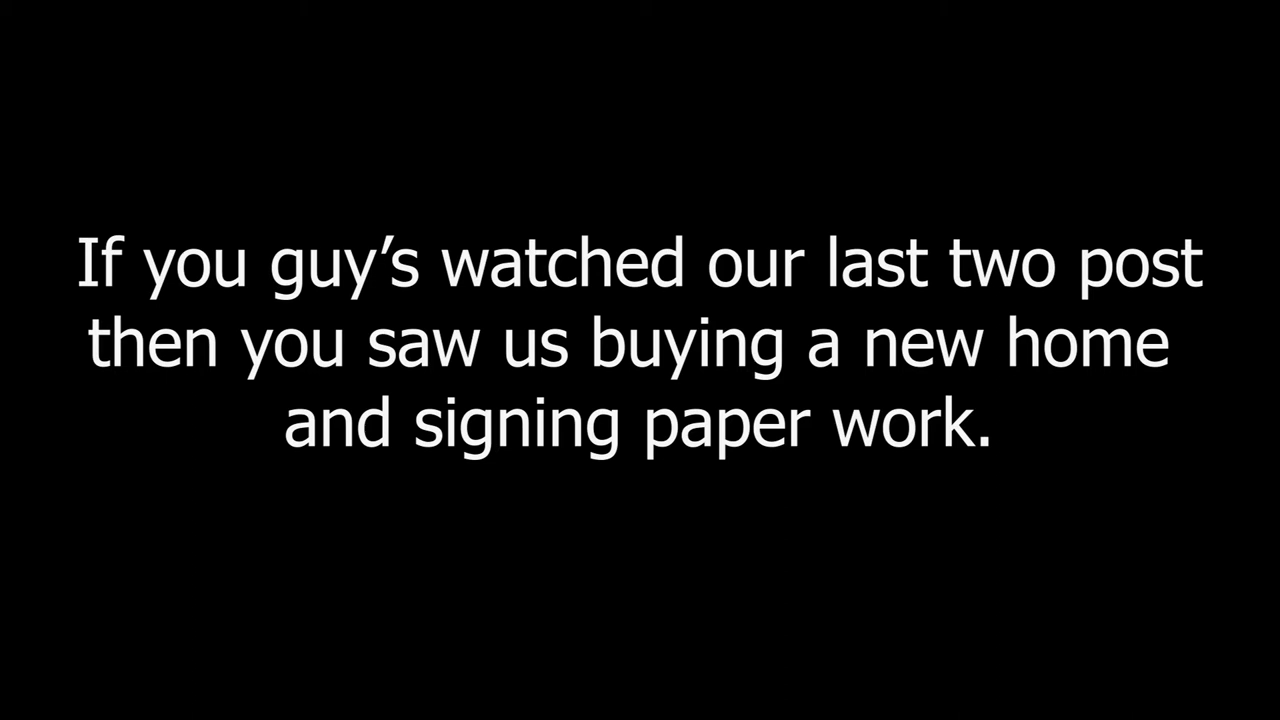 If you guy’s watched our last two post
then you saw us buying a new home
and signing paper work.